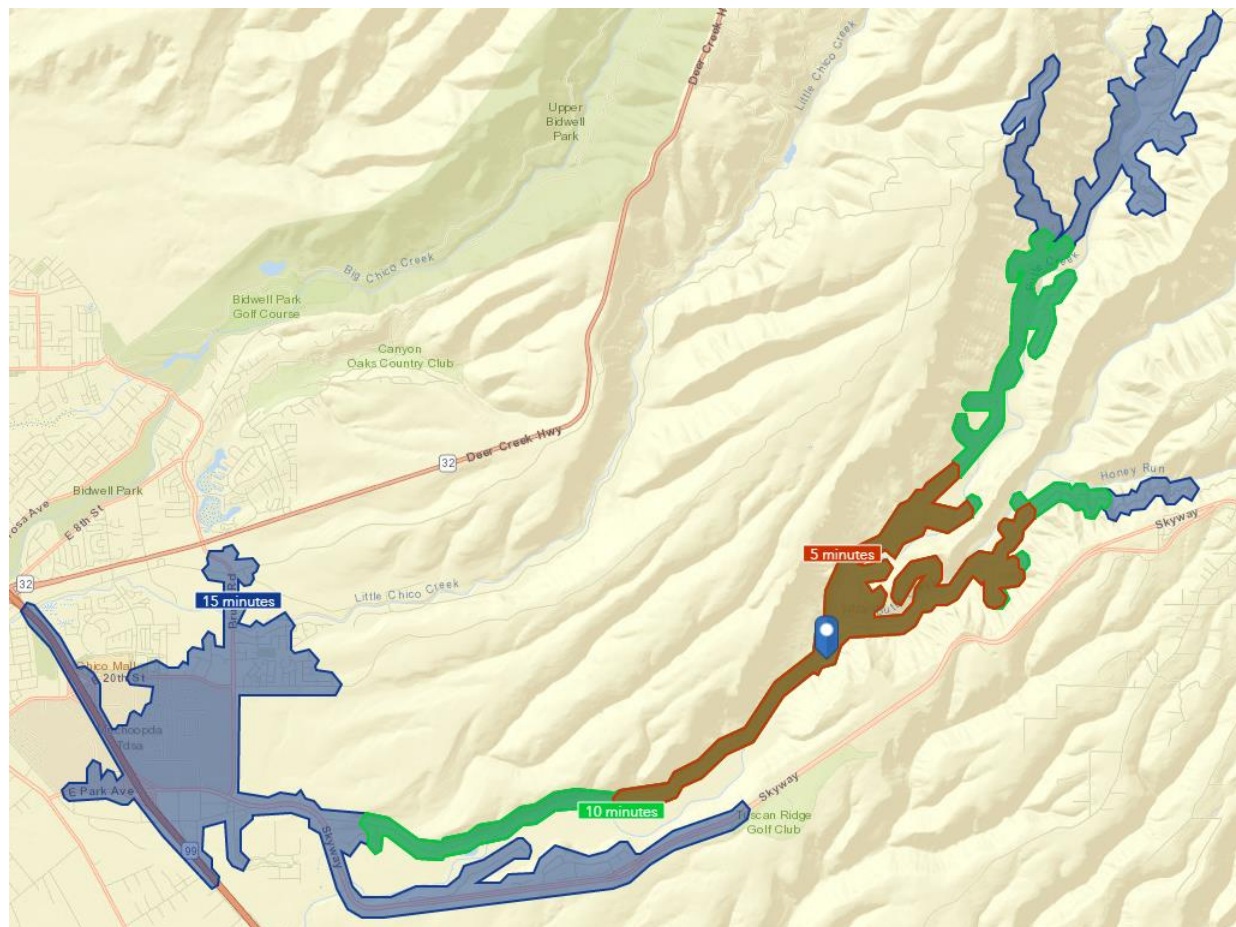 Deer Creek H
Little Chico Creek
Upper
Bidwell
Park
Big Chico Creek
Bidwell Park
Golf Course
Canyon
Oaks Country Club
Deer Creek Hwy
32
Bidwell Park
E 8th St
osa Ave
Honey Run
Skyway
5 minutes
32
15 minutes
Little Chico Creek
Chico Mall
E 20th St
E Park Ave
10 minutes
Skyway
Tuscan Ridge
Golf Club
Skyway
99